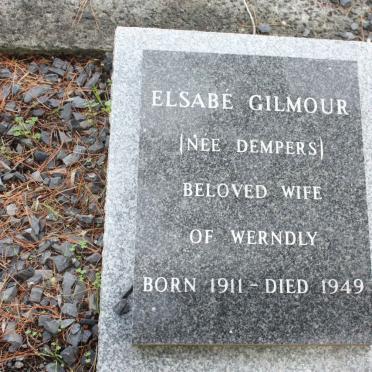 ELSABÉ GILMOUR
(NEE DEMPERS)
BELOVED WIFE
OF WERNDLY
BORN 1911 - DIED 1949